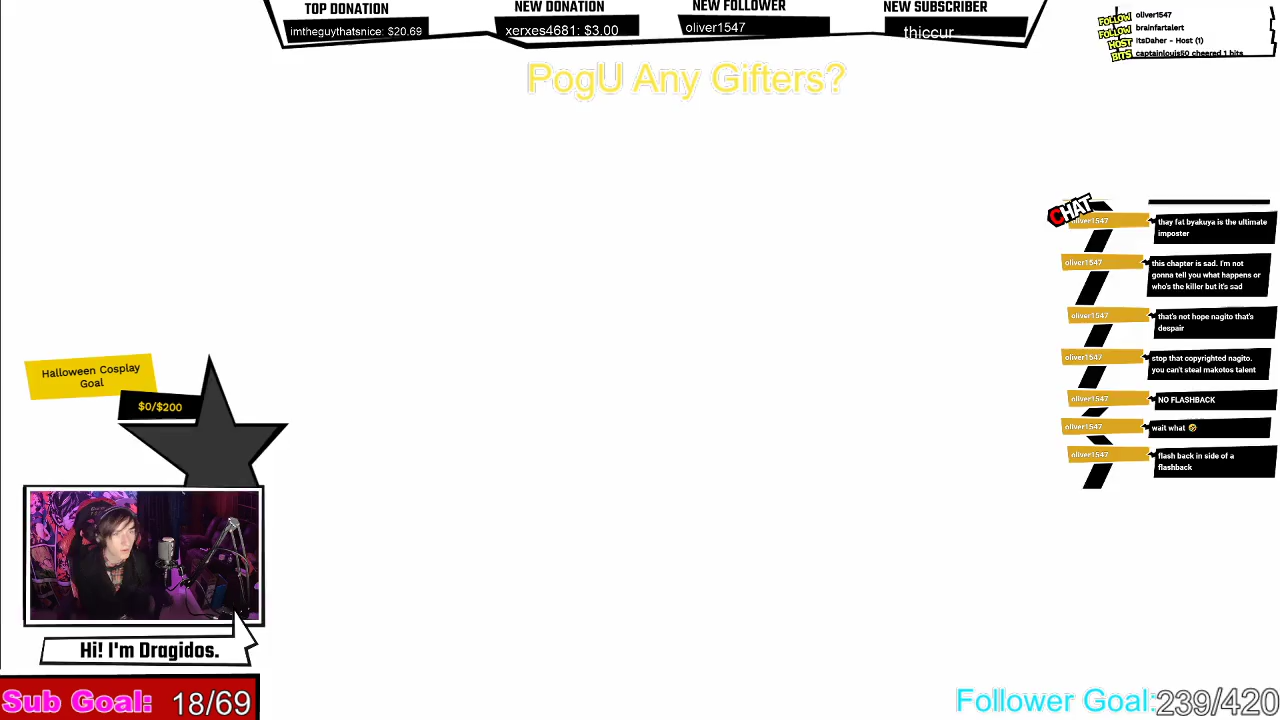 TOP DONATION
imtheguythatsnice: $20.69
NEW DONATION
xerxes4681: $3.00
NEW FOLLOWER
oliver1547
NEW SUBSCRIBER
thiccur
FOLLOW oliver1547
FOLLOW brainfartalert
HOST ItsDaher - Host (1)
BITS captainlouis50 cheered 1 bits
PogU Any Gifters?
CHAT
oliver1547
thay fat byakuya is the ultimate
imposter
oliver1547
this chapter is sad. I'm not
gonna tell you what happens or
who's the killer but it's sad
oliver1547
that's not hope nagito that's
despair
oliver1547
stop that copyrighted nagito.
you can't steal makotos talent
oliver1547
NO FLASHBACK
oliver1547
wait what 🤣
oliver1547
flash back in side of a
flashback
Halloween Cosplay
Goal
$0/$200
Hi! I'm Dragidos.
Sub Goal: 18/69
Follower Goal: 239/420